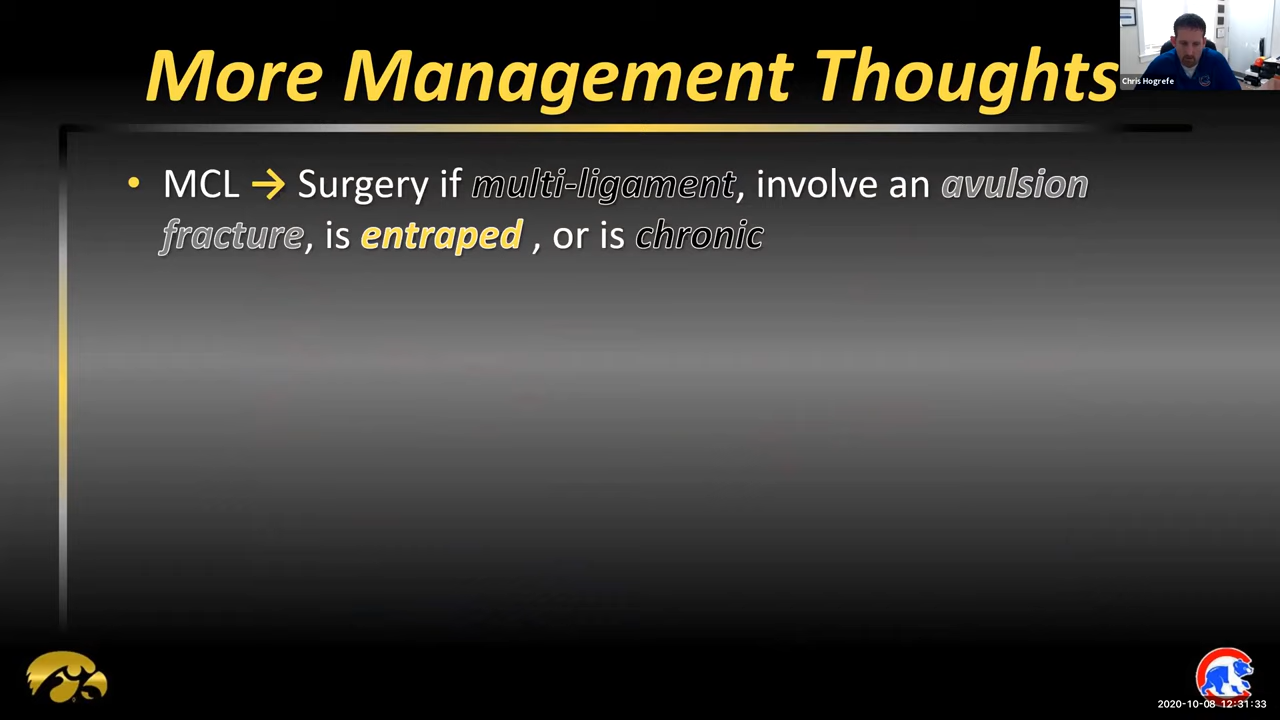 More Management Thoughts
Chris Hogrefe
• MCL → Surgery if multi-ligament, involve an avulsion
fracture, is entraped , or is chronic
2020-10-08 12:31:33